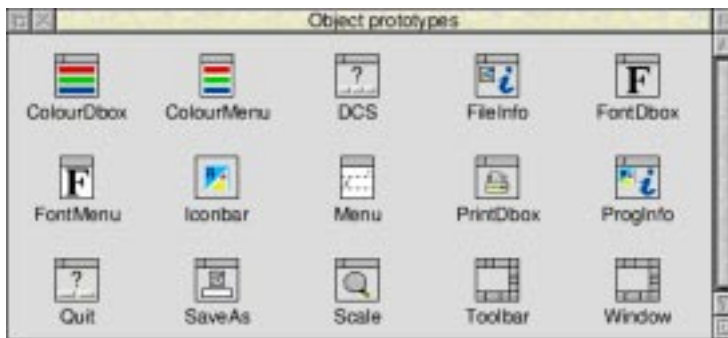 Object prototypes
ColourDbox ColourMenu DCS FileInfo FontDbox
FontMenu Iconbar Menu PrintDbox ProgInfo
Quit SaveAs Scale Toolbar Window